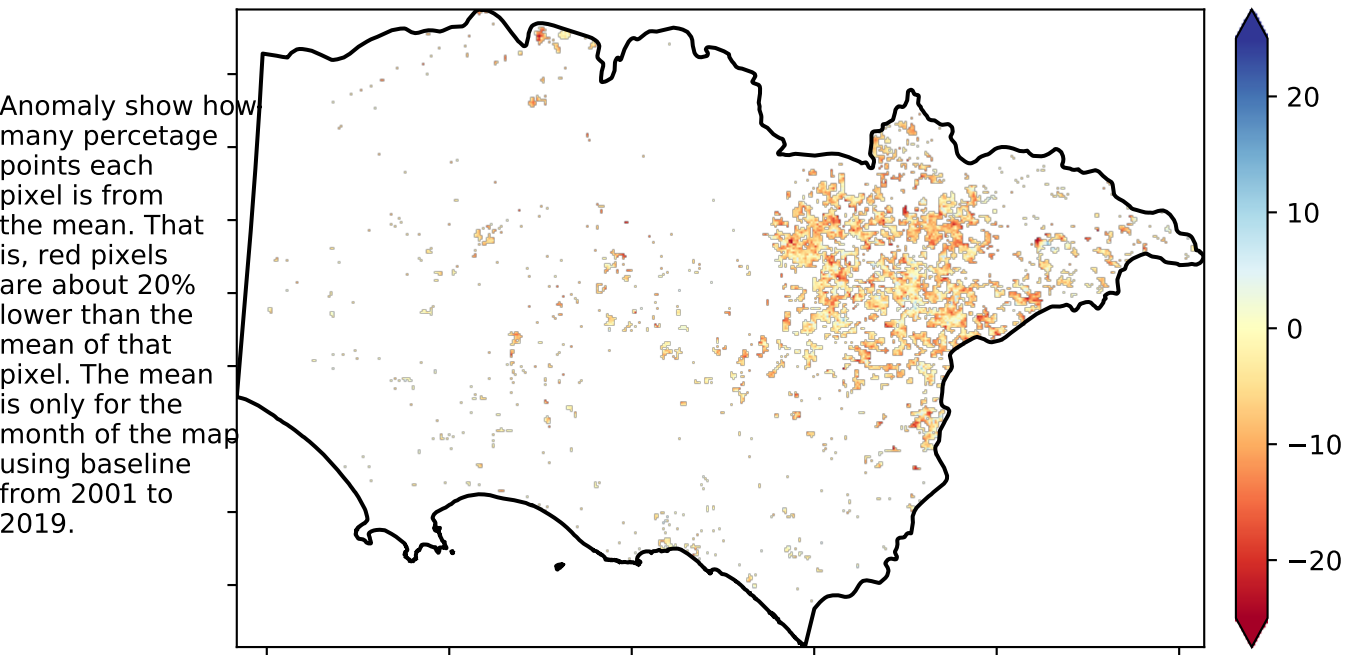 Anomaly show how
many percetage
points each
pixel is from
the mean. That
is, red pixels
are about 20%
lower than the
mean of that
pixel. The mean
is only for the
month of the map
using baseline
from 2001 to
2019.
20
10
0
−10
−20